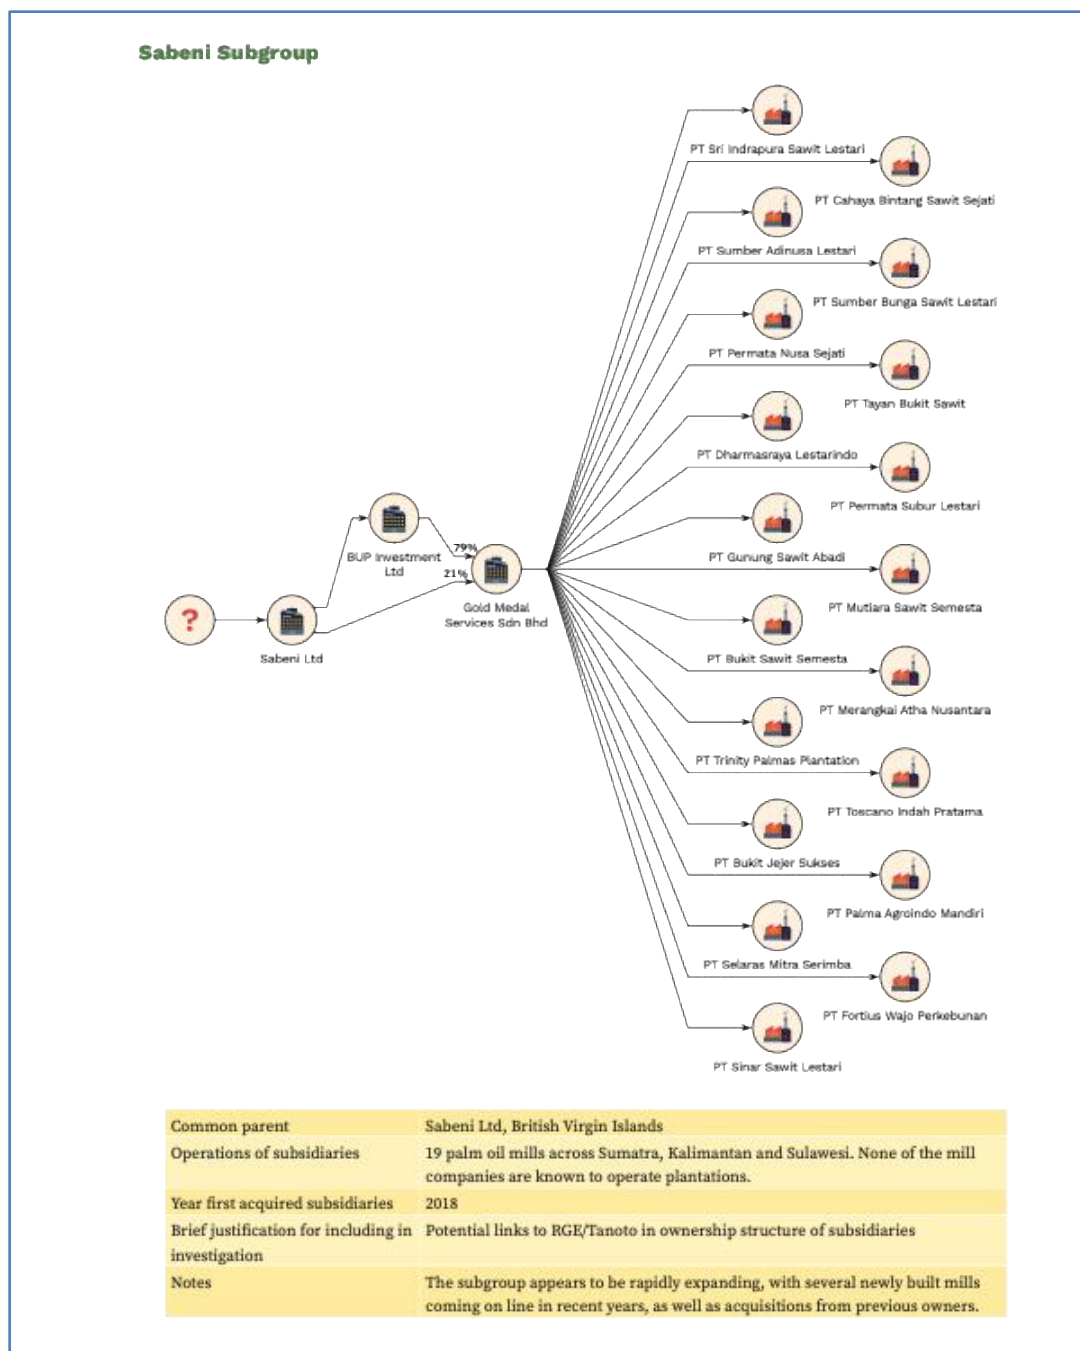 Sabeni Subgroup
PT Sri Indrapura Sawit Lestari
PT Cahaya Bintang Sawit Sejati
PT Sumber Adinusa Lestari
PT Sumber Bunga Sawit Lestari
PT Permata Nusa Sejati
PT Tayan Bukit Sawit
PT Dharmasraya Lestarindo
PT Permata Subur Lestari
BUP Investment
Ltd
79%
21%
Gold Medal
Services Sdn Bhd
?
Sabeni Ltd
PT Gunung Sawit Abadi
PT Mutiara Sawit Semesta
PT Bukit Sawit Semesta
PT Merangkai Atha Nusantara
PT Trinity Palmas Plantation
PT Toscano Indah Pratama
PT Bukit Jejer Sukses
PT Palma Agroindo Mandiri
PT Selaras Mitra Serimba
PT Fortius Wajo Perkebunan
PT Sinar Sawit Lestari
Common parent Sabeni Ltd, British Virgin Islands
Operations of subsidiaries 19 palm oil mills across Sumatra, Kalimantan and Sulawesi. None of the mill
companies are known to operate plantations.
Year first acquired subsidiaries 2018
Brief justification for including in Potential links to RGE/Tanoto in ownership structure of subsidiaries
investigation
Notes The subgroup appears to be rapidly expanding, with several newly built mills
coming on line in recent years, as well as acquisitions from previous owners.